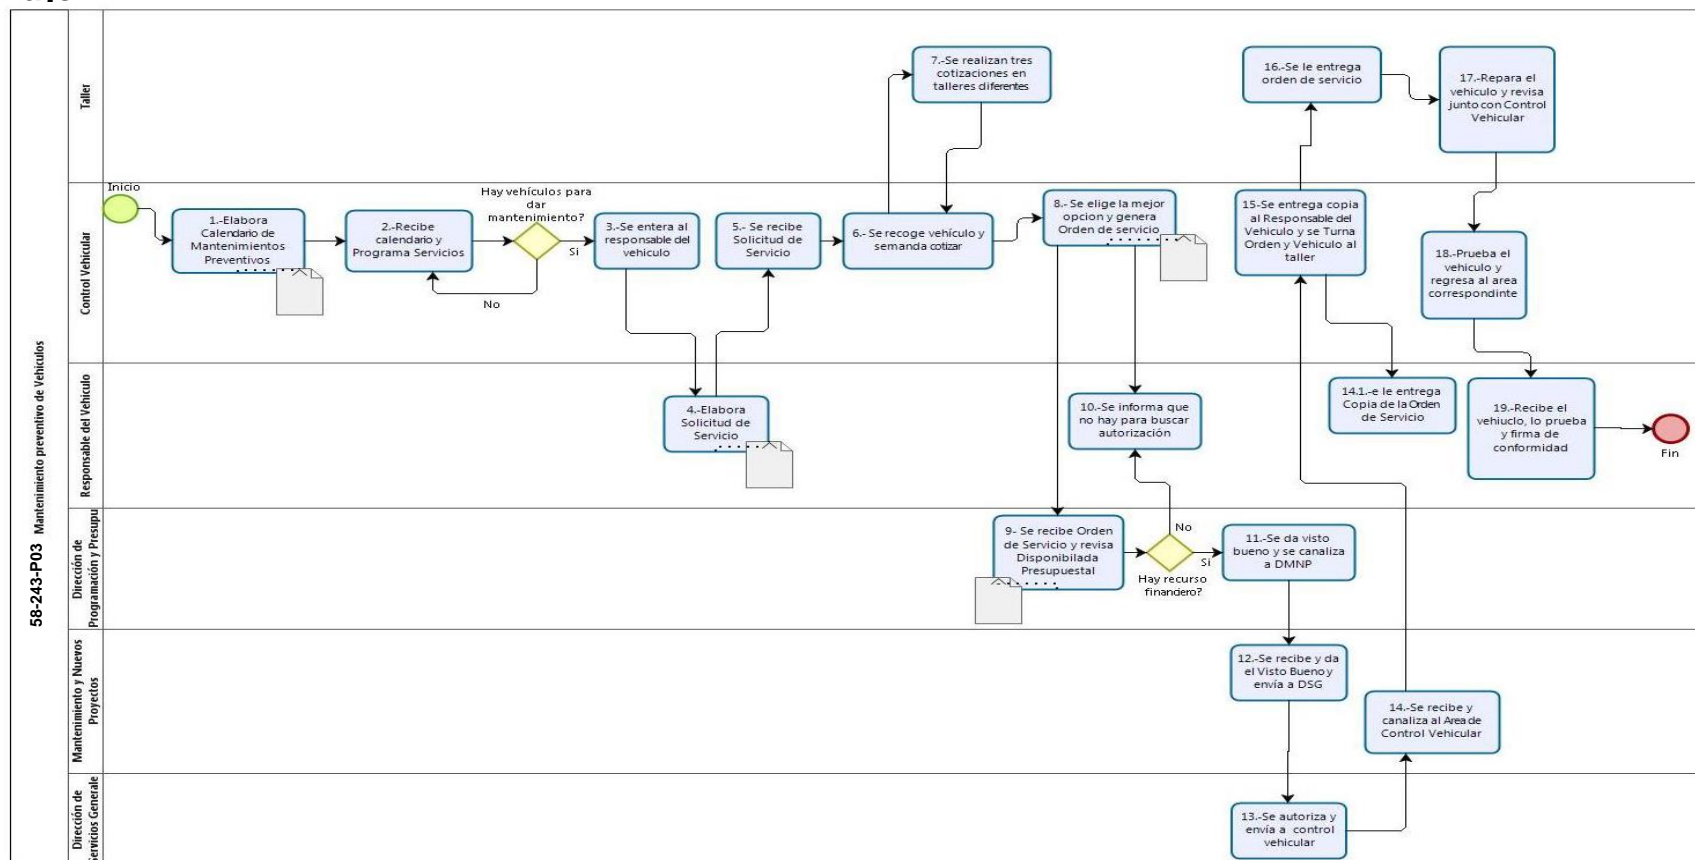 58-243-P03 Mantenimiento preventivo de Vehículos
Taller
7.-Se realizan tres
cotizaciones en
talleres diferentes
16.-Se le entrega
orden de servicio
17.-Repara el
vehiculo y revisa
junto con Control
Vehicular
Control Vehicular
Inicio
1.-Elabora
Calendario de
Mantenimientos
Preventivos
2.-Recibe
calendario y
Programa Servicios
Hay vehículos para
dar
mantenimiento?
Si
No
3.-Se entera al
responsable del
vehiculo
5.- Se recibe
Solicitud de
Servicio
6.- Se recoge vehículo y
semanda cotizar
8.- Se elige la mejor
opcion y genera
Orden de servicio
15-Se entrega copia
al Responsable del
Vehiculo y se Turna
Orden y Vehiculo al
taller
18.-Prueba el
vehiculo y
regresa al area
correspondinte
Responsable del Vehículo
4.-Elabora
Solicitud de
Servicio
10.-Se informa que
no hay para buscar
autorización
14.1.-e le entrega
Copia de la Orden
de Servicio
19.-Recibe el
vehiuclo, lo prueba
y firma de
conformidad
Fin
Dirección de
Programación y Presupu
9- Se recibe Orden
de Servicio y revisa
Disponibilada
Presupuestal
No
Si
Hay recurso
finandero?
11.-Se da visto
bueno y se canaliza
a DMNP
Mantenimiento y Nuevos
Proyectos
12.-Se recibe y da
el Visto Bueno y
envía a DSG
14.-Se recibe y
canaliza al Area de
Control Vehicular
Dirección de
Servicios Generale
13.-Se autoriza y
envía a control
vehicular